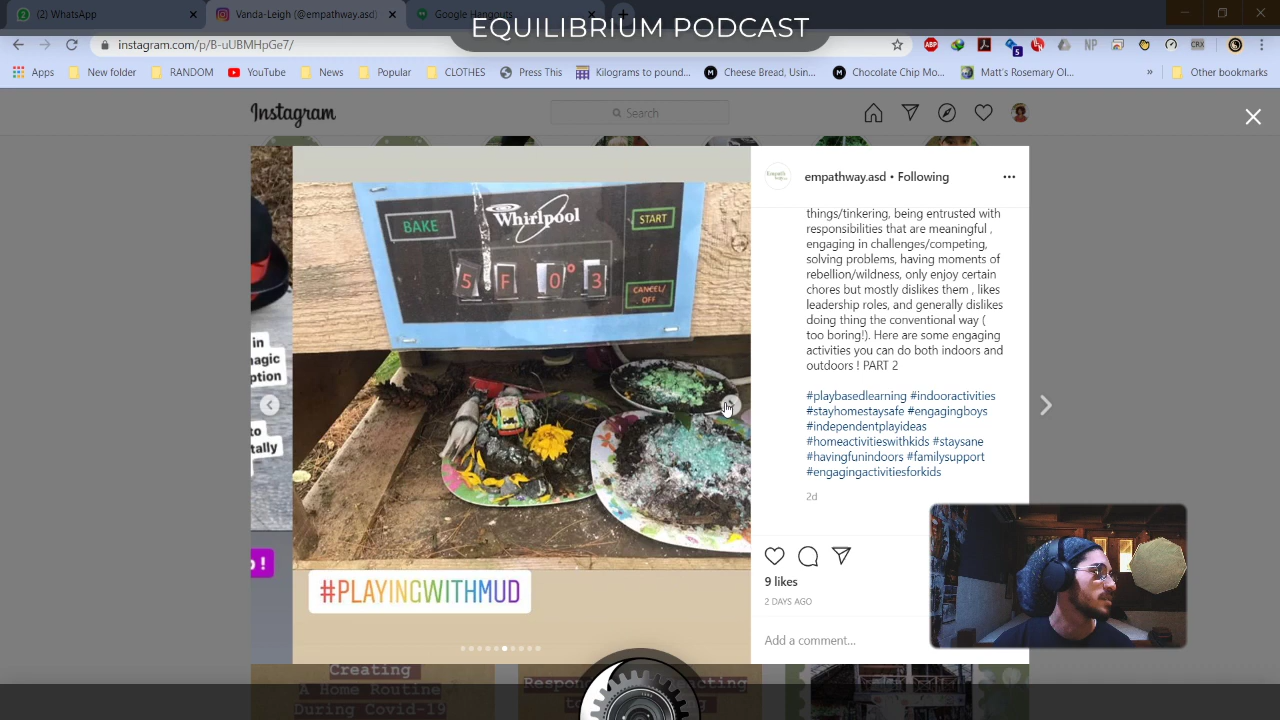 (2) WhatsApp
Vanda-Leigh (@empathway.asd)
Google Hangouts
EQUILIBRIUM PODCAST
instagram.com/p/B-uUBMHpGe7/
Apps
New folder
RANDOM
YouTube
News
Popular
CLOTHES
Press This
Kilograms to pound...
Cheese Bread, Usin...
Chocolate Chip Mo...
Matt's Rosemary Ol...
»
Other bookmarks
Instagram
Search
empathway.asd • Following
things/tinkering, being entrusted with
responsibilities that are meaningful ,
engaging in challenges/competing,
solving problems, having moments of
rebellion/wildness, only enjoy certain
chores but mostly dislikes them , likes
leadership roles, and generally dislikes
doing thing the conventional way (
too boring!). Here are some engaging
activities you can do both indoors and
outdoors ! PART 2
#playbasedlearning #indooractivities
#stayhomestaysafe #engagingboys
#independentplayideas
#homeactivitieswithkids #staysane
#havingfunindoors #familysupport
#engagingactivitiesforkids
2d
9 likes
2 DAYS AGO
Add a comment...
BAKE
Whirlpool
START
5 F 0° 3
CANCEL/
OFF
in
to
#PLAYINGWITHMUD
Creating
A Home Routine
During Covid-19